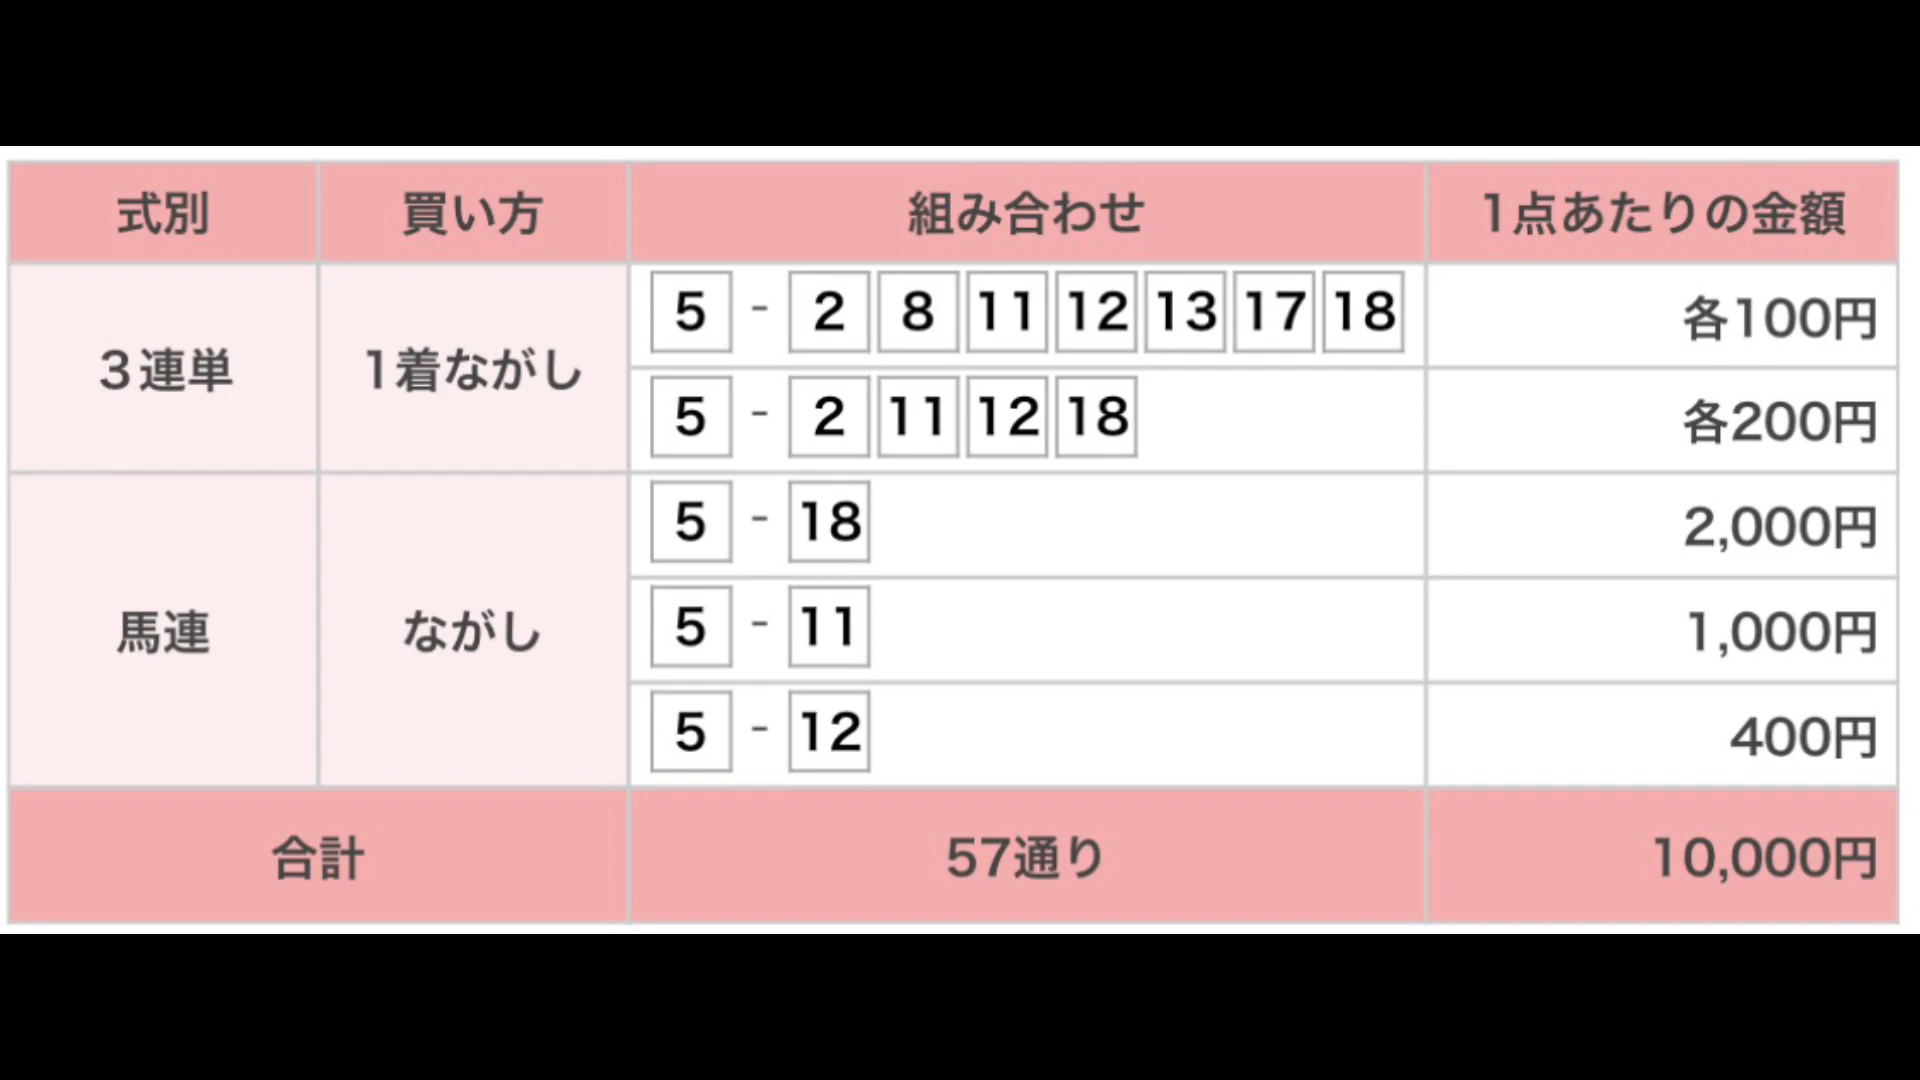 式別 買い方 組み合わせ 1点あたりの金額
3連単 1着ながし 5 - 2 8 11 12 13 17 18 各100円
5 - 2 11 12 18 各200円
馬連 ながし 5 - 18 2,000円
5 - 11 1,000円
5 - 12 400円
合計 57通り 10,000円